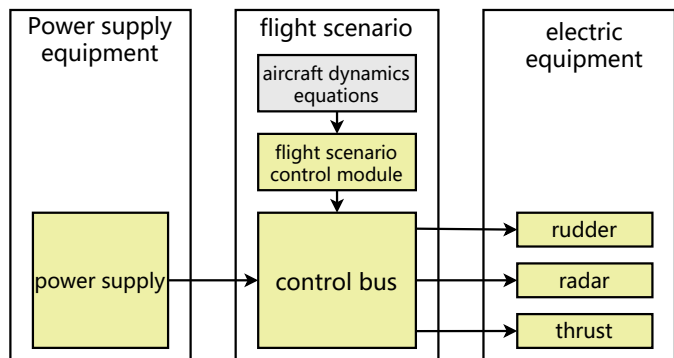 Power supply
equipment
power supply
flight scenario
aircraft dynamics
equations
flight scenario
control module
control bus
electric
equipment
rudder
radar
thrust